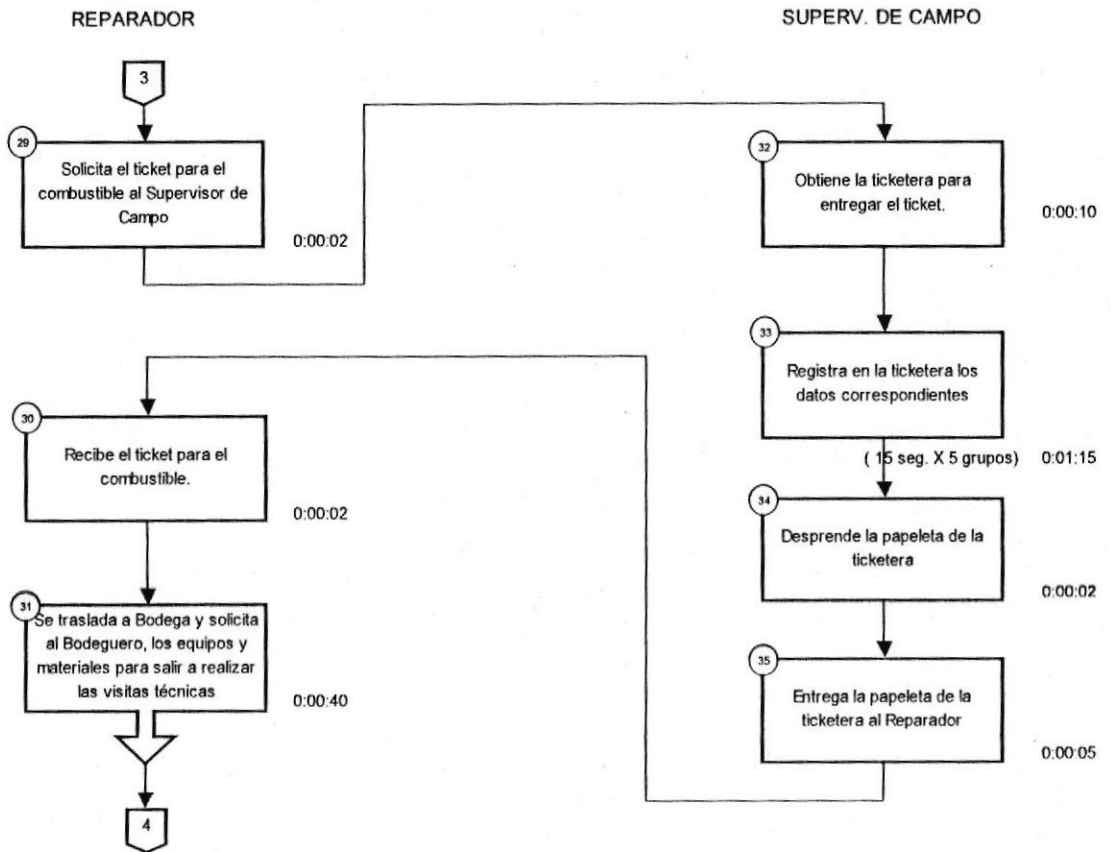 REPARADOR
SUPERV. DE CAMPO
3
29
Solicita el ticket para el
combustible al Supervisor de
Campo
0:00:02
32
Obtiene la ticketera para
entregar el ticket.
0:00:10
33
Registra en la ticketera los
datos correspondientes
( 15 seg. X 5 grupos)
0:01:15
34
Desprende la papeleta de la
ticketera
0:00:02
35
Entrega la papeleta de la
ticketera al Reparador
0:00:05
30
Recibe el ticket para el
combustible.
0:00:02
31
Se traslada a Bodega y solicita
al Bodeguero, los equipos y
materiales para salir a realizar
las visitas técnicas
0:00:40
4